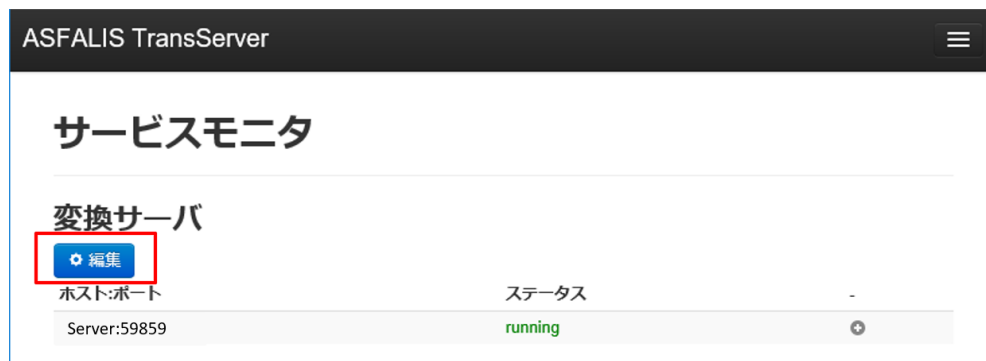 ASFALIS TransServer
サービスモニタ
変換サーバ
編集
ホスト:ポート ステータス -
Server:59859 running